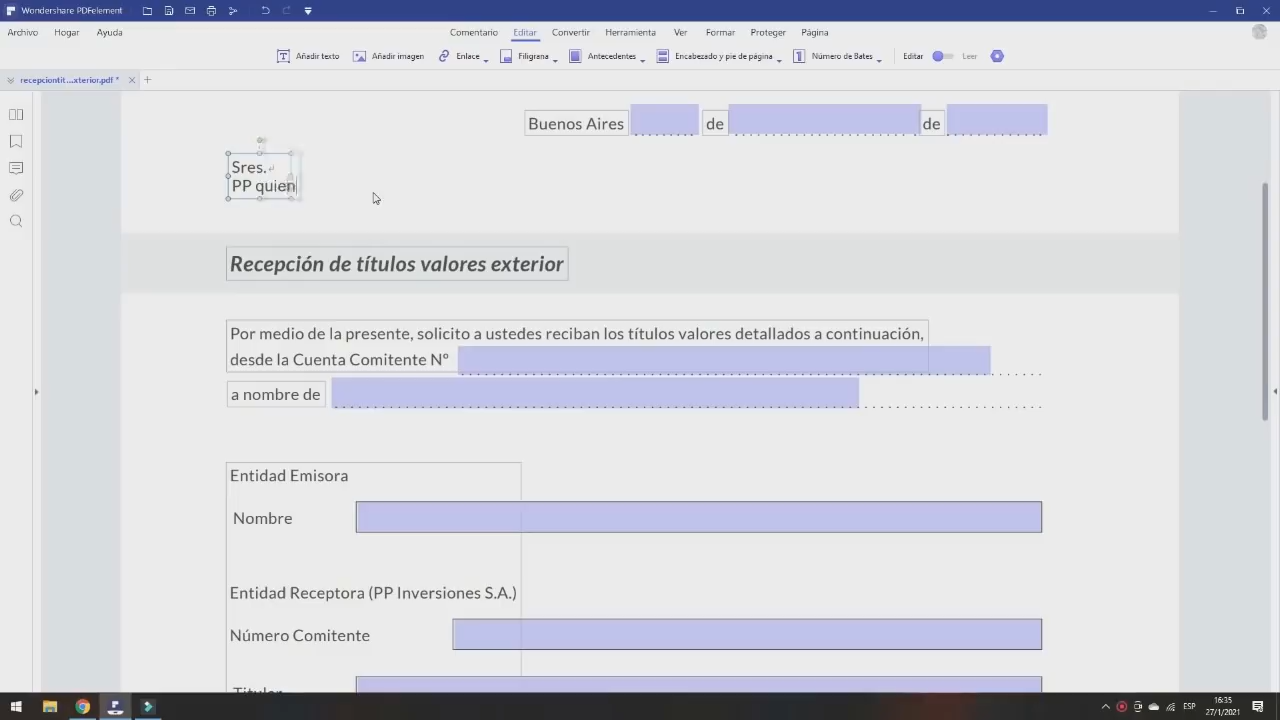 Wondershare PDFelement
Archivo Hogar Ayuda Comentario Editar Convertir Herramienta Ver Formar Proteger Página
Añadir texto Añadir imagen Enlace Filigrana Antecedentes Encabezado y pie de página Número de Bates Editar Leer
recepciontit...xterior.pdf *
Buenos Aires de de
Sres.
PP quien
Recepción de títulos valores exterior
Por medio de la presente, solicito a ustedes reciban los títulos valores detallados a continuación,
desde la Cuenta Comitente Nº
a nombre de
Entidad Emisora
Nombre
Entidad Receptora (PP Inversiones S.A.)
Número Comitente
Titular
16:35
ESP
27/1/2021